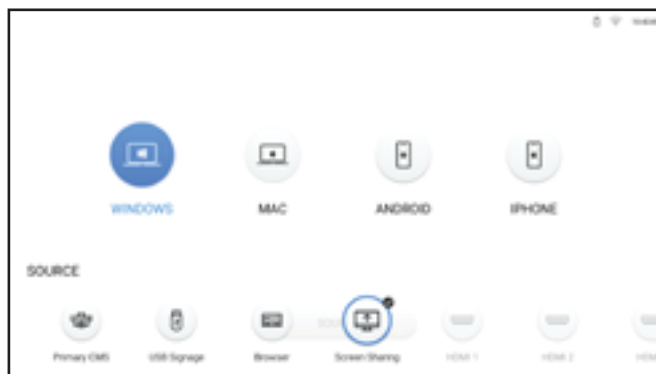 WINDOWS MAC ANDROID IPHONE
SOURCE
Primary CMS USB Signage Browser Screen Sharing HDMI 1 HDMI 2